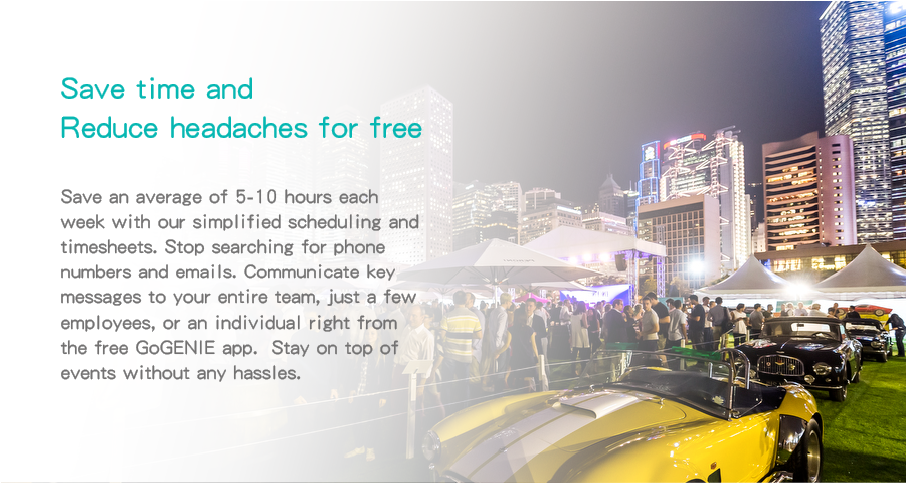 Save time and
Reduce headaches for free
Save an average of 5-10 hours each
week with our simplified scheduling and
timesheets. Stop searching for phone
numbers and emails. Communicate key
messages to your entire team, just a few
employees, or an individual right from
the free GoGENIE app.  Stay on top of
events without any hassles.